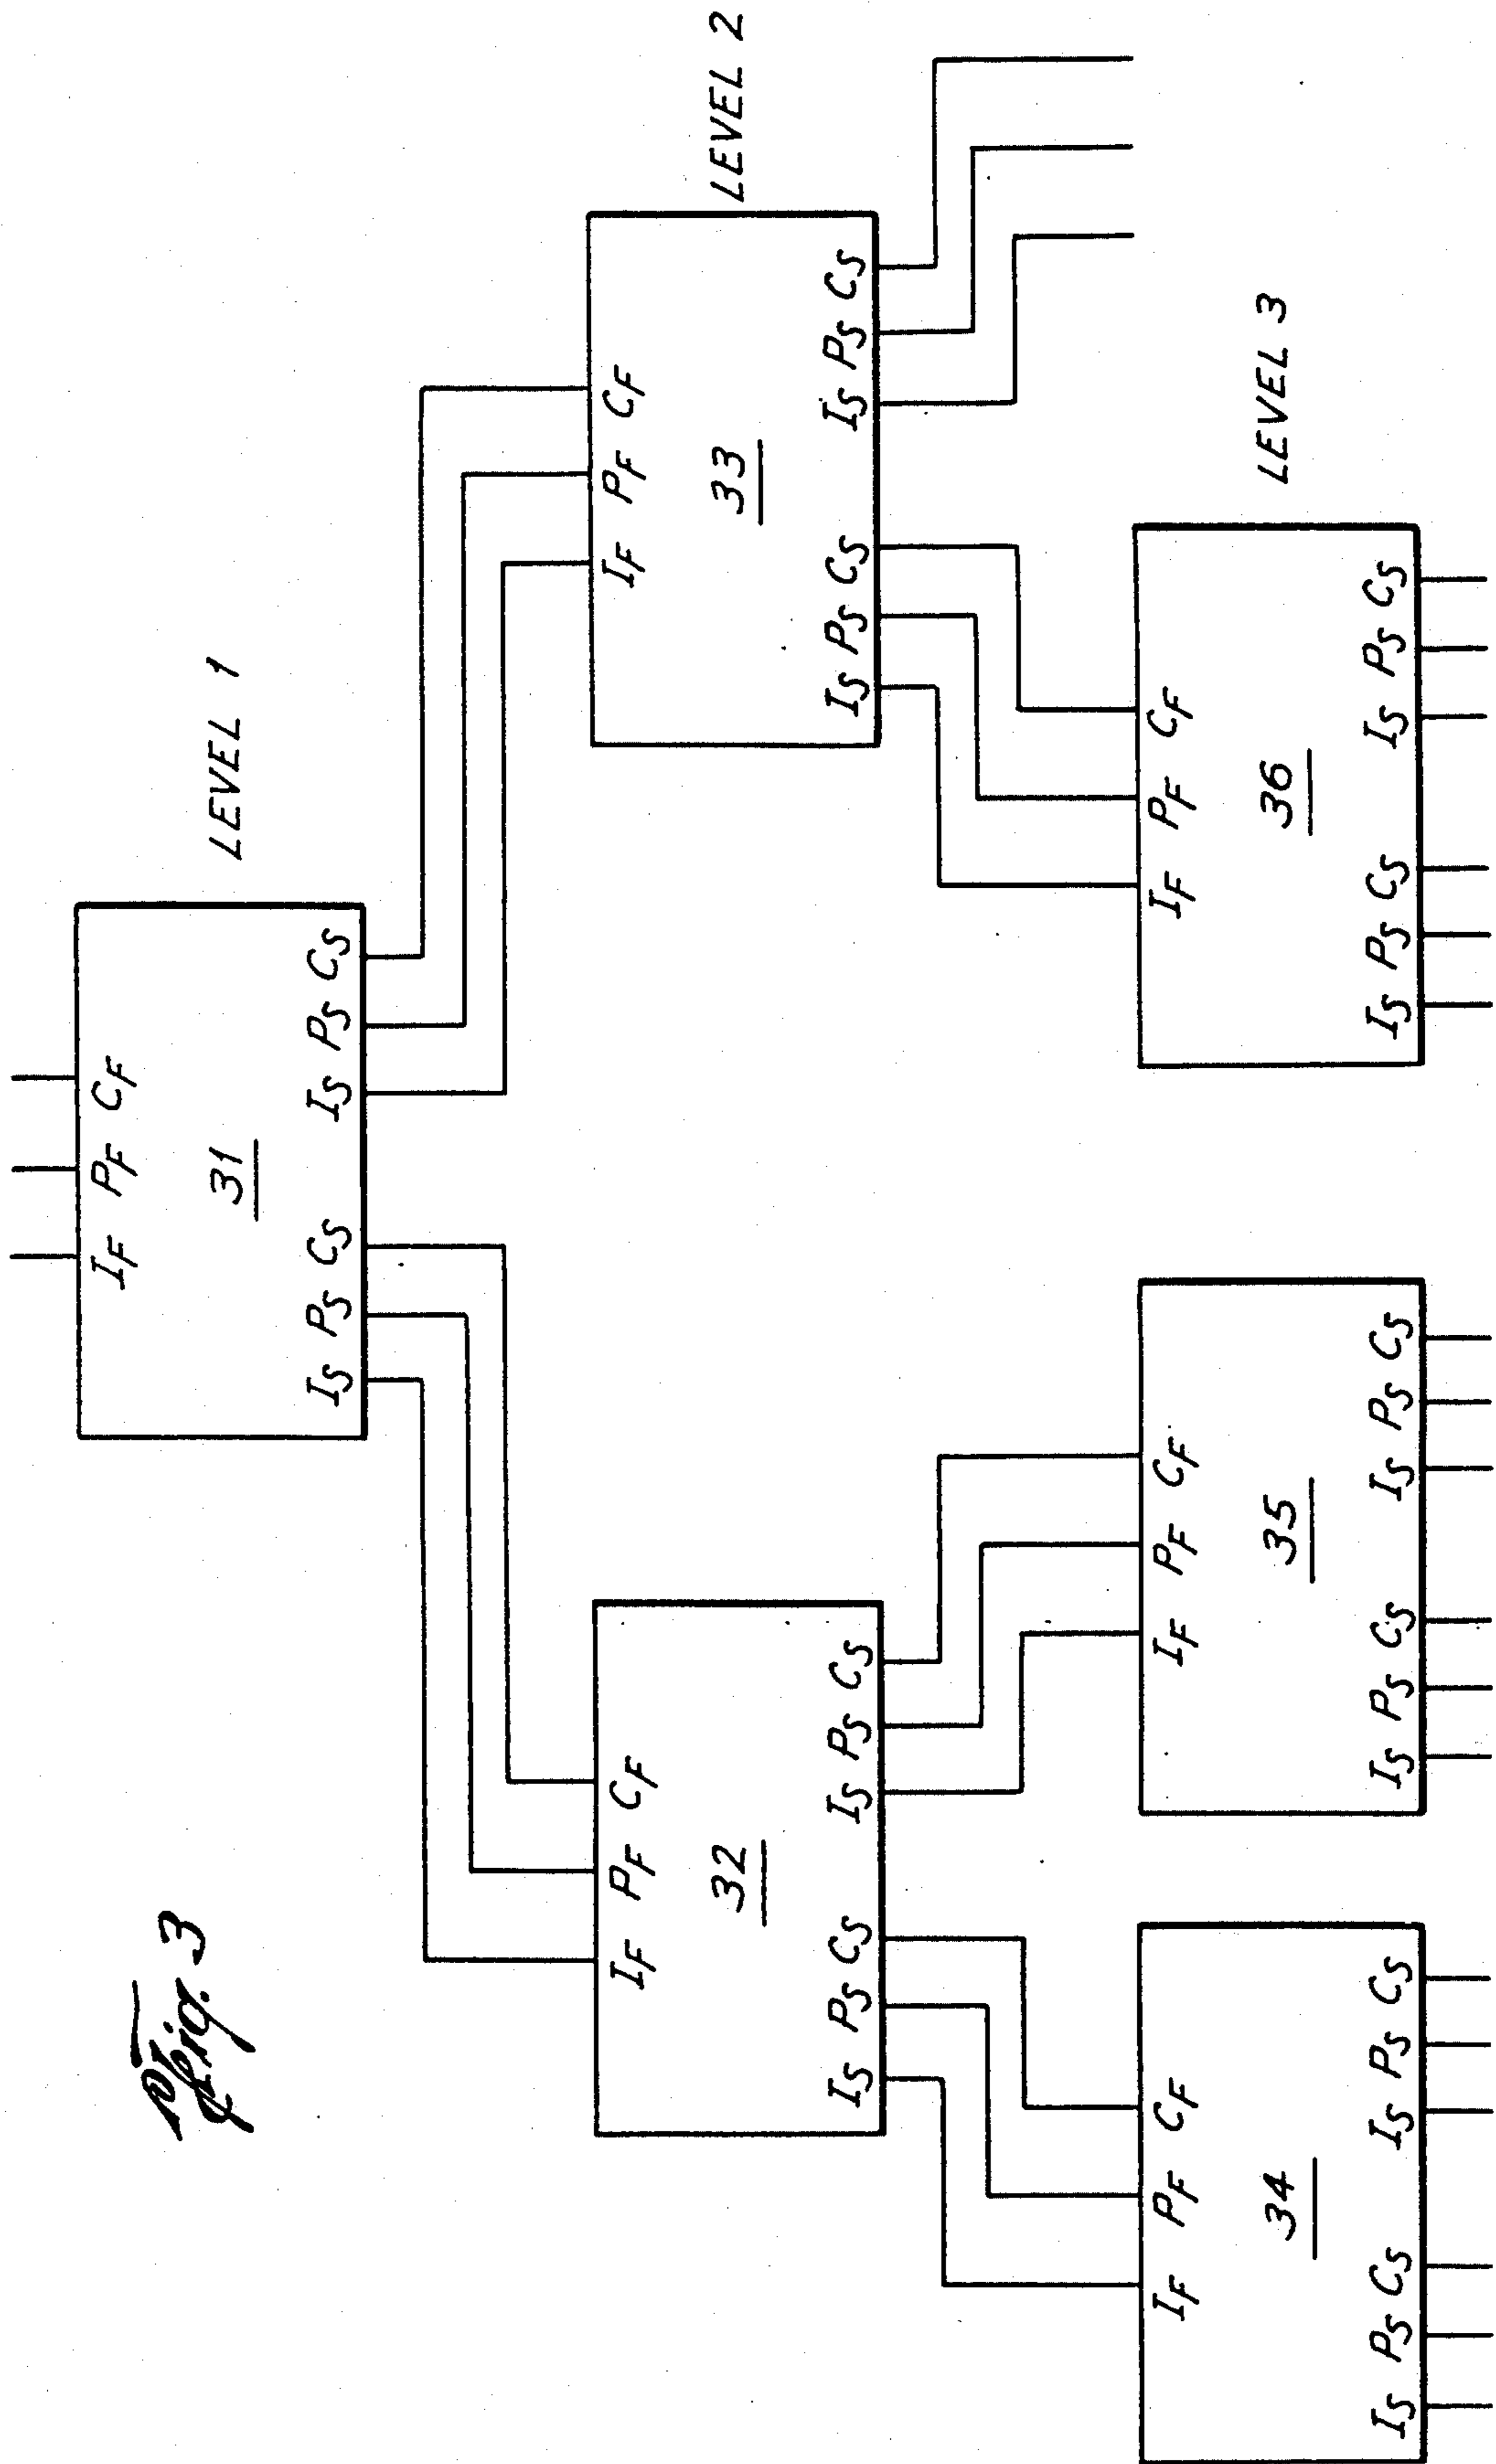 Fig. 3
LEVEL 1
IF PF CF
31
IS PS CS IS PS CS
LEVEL 2
IF PF CF
32
IS PS CS IS PS CS
IF PF CF
33
IS PS CS IS PS CS
LEVEL 3
IF PF CF
34
IS PS CS IS PS CS
IF PF CF
35
IS PS CS IS PS CS
IF PF CF
36
IS PS CS IS PS CS